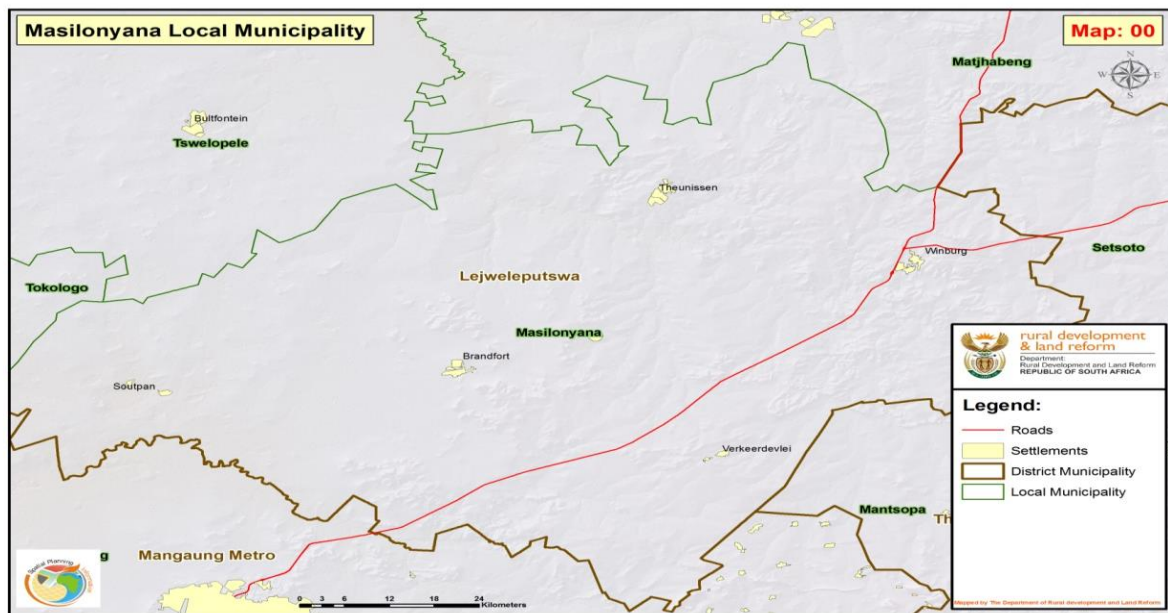 Masilonyana Local Municipality
Map: 00
Matjhabeng
N
W E
S
Bultfontein
Tswelopele
Theunissen
Winburg
Setsoto
Lejweleputswa
Tokologo
Masilonyana
Brandfort
Soutpan
Verkeerdevlei
Mantsopa
Th
g
Mangaung Metro
rural development
& land reform
Department:
Rural Development and Land Reform
REPUBLIC OF SOUTH AFRICA
Legend:
Roads
Settlements
District Municipality
Local Municipality
Spatial Planning
0 3 6 12 18 24
Kilometers
Mapped by The Department of Rural development and Land Reform